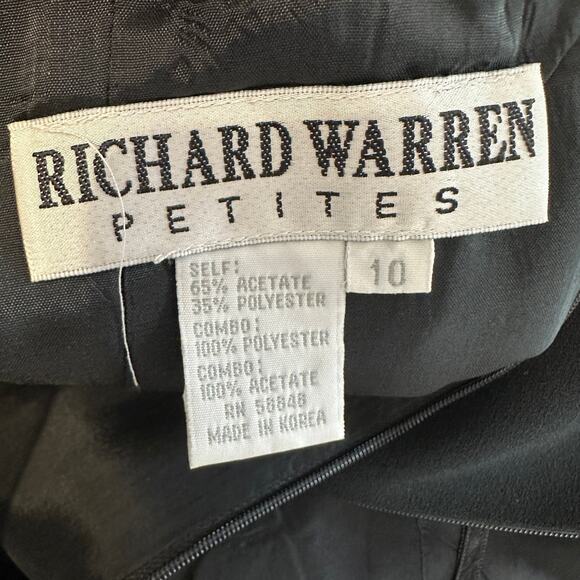 RICHARD WARREN
PETITES
10
SELF:
65% ACETATE
35% POLYESTER
COMBO:
100% POLYESTER
COMBO:
100% ACETATE
RN 58848
MADE IN KOREA